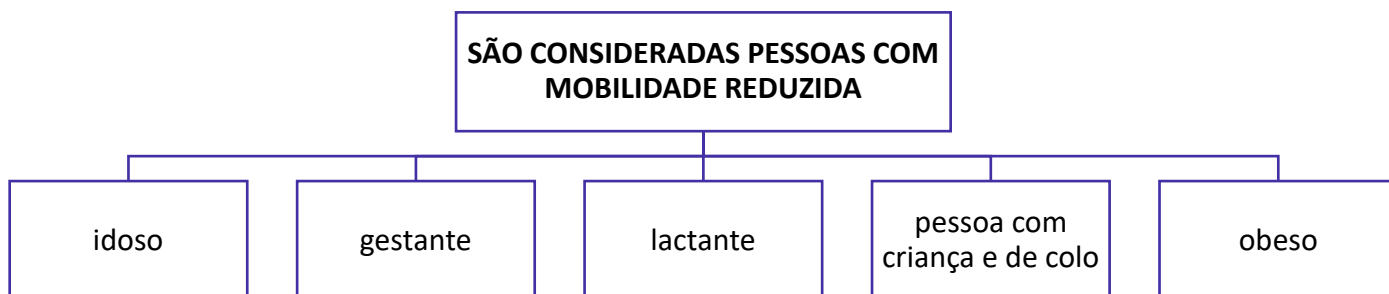 SÃO CONSIDERADAS PESSOAS COM
MOBILIDADE REDUZIDA
idoso
gestante
lactante
pessoa com
criança e de colo
obeso